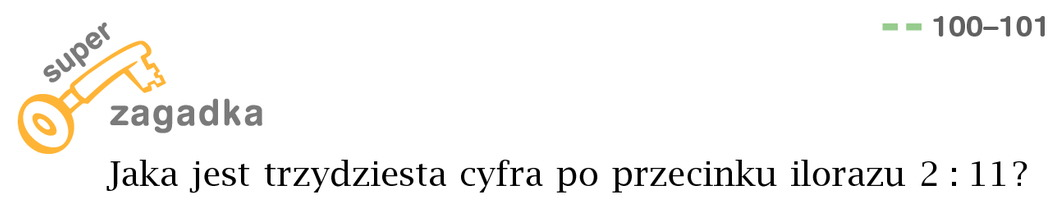 100–101
super
zagadka
Jaka jest trzydziesta cyfra po przecinku ilorazu 2 : 11?